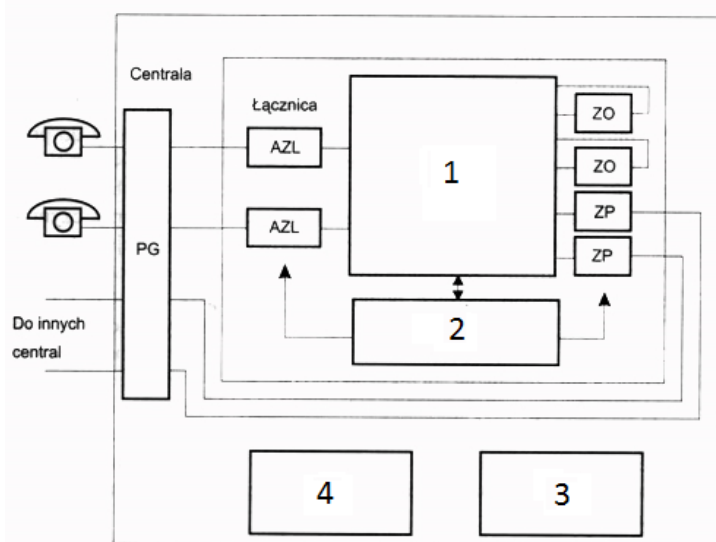 Centrala
Łącznica
ZO
AZL
1
ZO
ZP
AZL
PG
ZP
Do innych
central
2
4
3